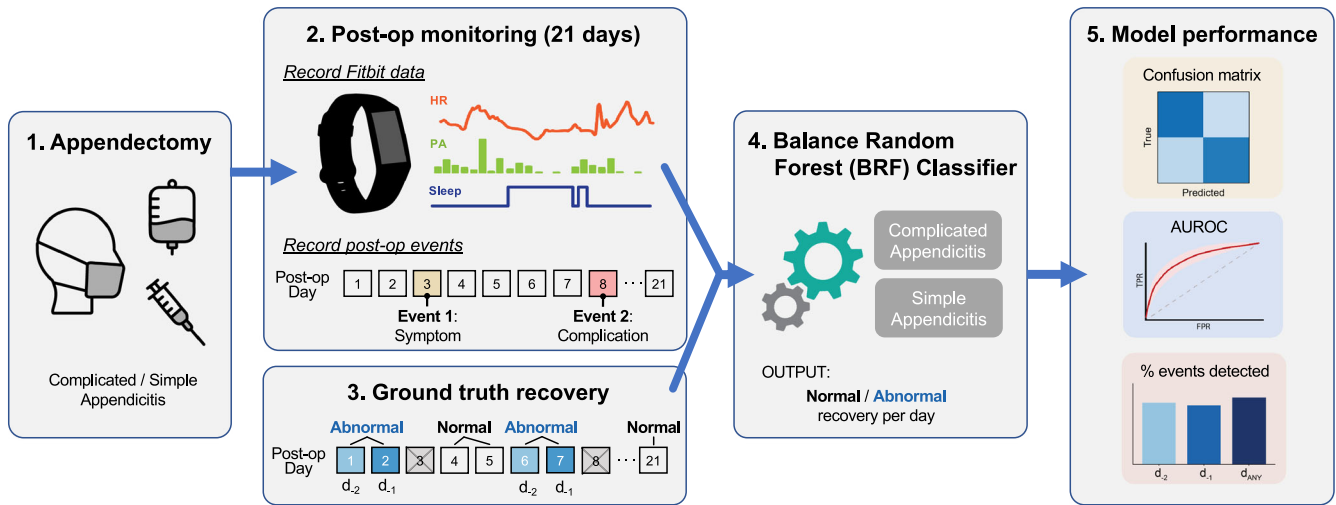 1. Appendectomy
Complicated / Simple
Appendicitis
2. Post-op monitoring (21 days)
Record Fitbit data
HR
PA
Sleep
Record post-op events
Post-op
Day
1 2 3 4 5 6 7 8 ··· 21
Event 1:
Symptom
Event 2:
Complication
3. Ground truth recovery
Abnormal Normal Abnormal Normal
Post-op
Day
1 2 3 4 5 6 7 8 ··· 21
d-2 d-1 d-2 d-1
4. Balance Random
Forest (BRF) Classifier
Complicated
Appendicitis
Simple
Appendicitis
OUTPUT:
Normal / Abnormal
recovery per day
5. Model performance
Confusion matrix
True
Predicted
AUROC
TPR
FPR
% events detected
d-2 d-1 dANY